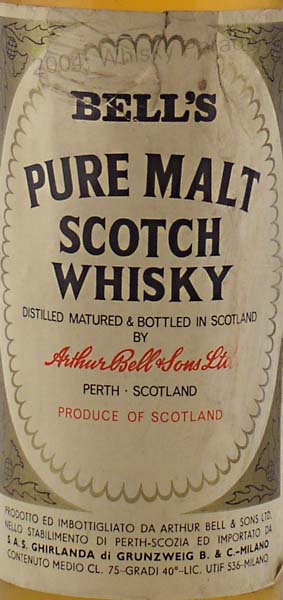 2004, Whisky
BELL'S
PURE MALT
SCOTCH
WHISKY
DISTILLED MATURED & BOTTLED IN SCOTLAND
BY
Arthur Bell & Sons Ltd.
PERTH · SCOTLAND
PRODUCE OF SCOTLAND
PRODOTTO ED IMBOTTIGLIATO DA ARTHUR BELL & SONS LTD.
NELLO STABILIMENTO DI PERTH-SCOZIA ED IMPORTATO DA
S.A.S. GHIRLANDA di GRUNZWEIG B. & C.-MILANO
CONTENUTO MEDIO CL. 75-GRADI 40°-LIC. UTIF 536-MILANO